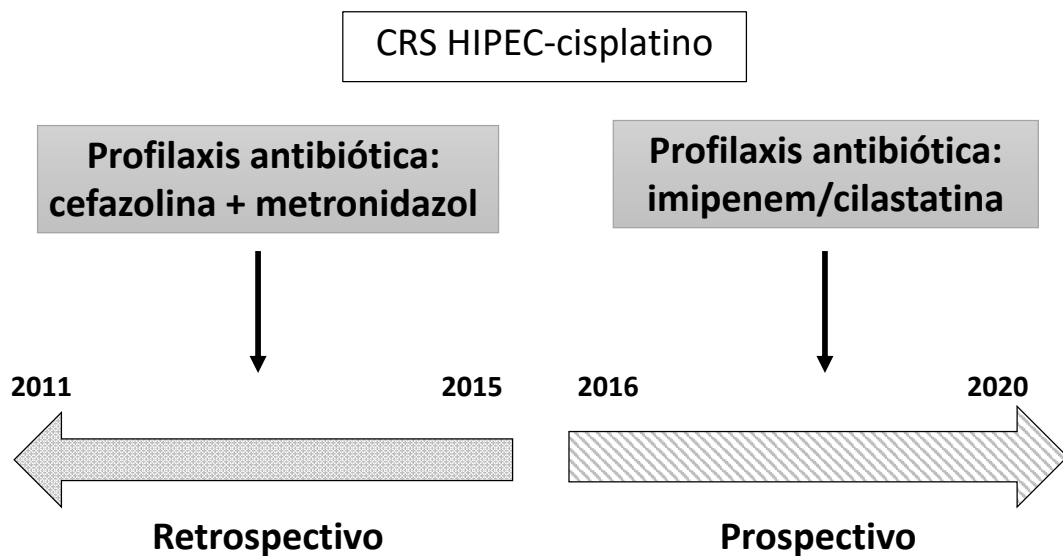 CRS HIPEC-cisplatino
Profilaxis antibiótica:
cefazolina + metronidazol
Profilaxis antibiótica:
imipenem/cilastatina
2011
2015
2016
2020
Retrospectivo
Prospectivo